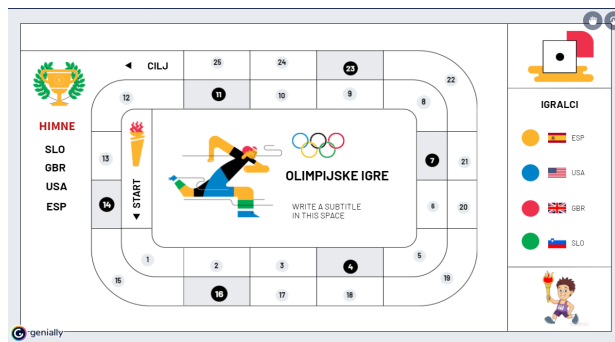 CILJ
25
24
23
22
12
11
10
9
8
HIMNE
SLO
GBR
USA
ESP
13
14
START
OLIMPIJSKE IGRE
WRITE A SUBTITLE
IN THIS SPACE
7
21
6
20
1
2
3
4
5
15
16
17
18
19
IGRALCI
ESP
USA
GBR
SLO
genially